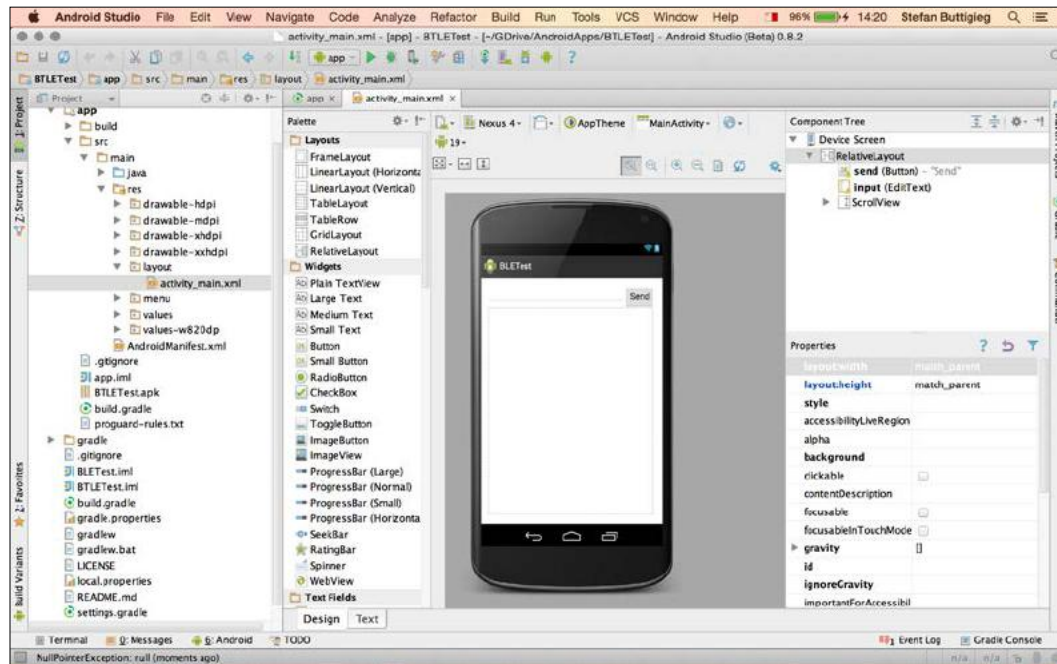 Android Studio File Edit View Navigate Code Analyze Refactor Build Run Tools VCS Window Help 96% 14:20 Stefan Buttigieg
activity_main.xml - [app] - BTLETest - [~/GDrive/AndroidApps/BTLETest] - Android Studio (Beta) 0.8.2
app
BTLETest app src main res layout activity_main.xml
1: Project
Z: Structure
2: Favorites
Build Variants
Project
app
build
src
main
java
res
drawable-hdpi
drawable-mdpi
drawable-xhdpi
drawable-xxhdpi
layout
activity_main.xml
menu
values
values-w820dp
AndroidManifest.xml
.gitignore
app.iml
BTLETest.apk
build.gradle
proguard-rules.txt
gradle
.gitignore
BLETest.iml
BTLETest.iml
build.gradle
gradle.properties
gradlew
gradlew.bat
LICENSE
local.properties
README.md
settings.gradle
app activity_main.xml
Palette
Layouts
FrameLayout
LinearLayout (Horizonta
LinearLayout (Vertical)
TableLayout
TableRow
GridLayout
RelativeLayout
Widgets
Plain TextView
Large Text
Medium Text
Small Text
Button
Small Button
RadioButton
CheckBox
Switch
ToggleButton
ImageButton
ImageView
ProgressBar (Large)
ProgressBar (Normal)
ProgressBar (Small)
ProgressBar (Horizonta
SeekBar
RatingBar
Spinner
WebView
Text Fields
Design Text
Nexus 4 AppTheme MainActivity
19
BLETest
Send
Component Tree
Device Screen
RelativeLayout
send (Button) - "Send"
input (EditText)
ScrollView
Properties
layout:width match_parent
layout:height match_parent
style
accessibilityLiveRegion
alpha
background
clickable
contentDescription
focusable
focusableInTouchMode
gravity []
id
ignoreGravity
importantForAccessibil
Terminal 0: Messages 6: Android TODO 1 Event Log Gradle Console
NullPointerException: null (moments ago) n/a n/a